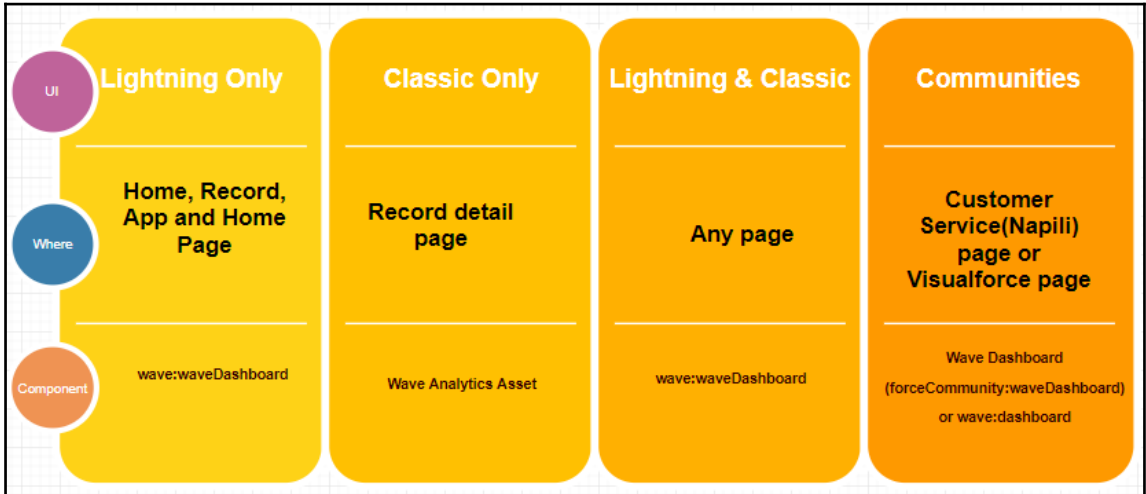 UI
Lightning Only
Classic Only
Lightning & Classic
Communities
Where
Home, Record,
App and Home
Page
Record detail
page
Any page
Customer
Service(Napili)
page or
Visualforce page
Component
wave:waveDashboard
Wave Analytics Asset
wave:waveDashboard
Wave Dashboard
(forceCommunity:waveDashboard)
or wave:dashboard